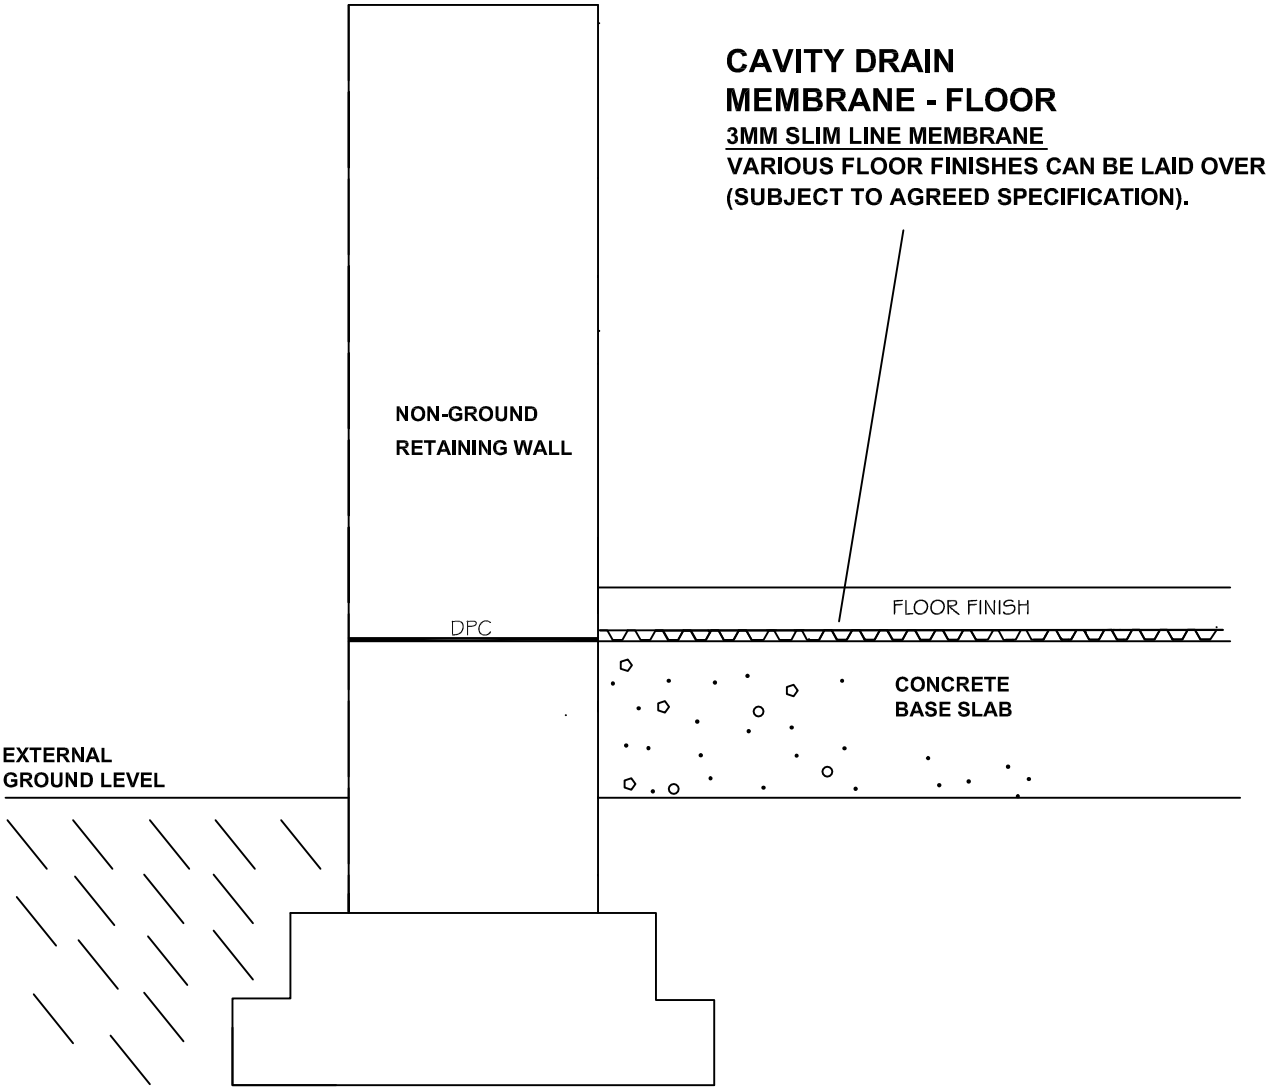 CAVITY DRAIN
MEMBRANE - FLOOR
3MM SLIM LINE MEMBRANE
VARIOUS FLOOR FINISHES CAN BE LAID OVER
(SUBJECT TO AGREED SPECIFICATION).
NON-GROUND
RETAINING WALL
FLOOR FINISH
DPC
CONCRETE
BASE SLAB
EXTERNAL
GROUND LEVEL